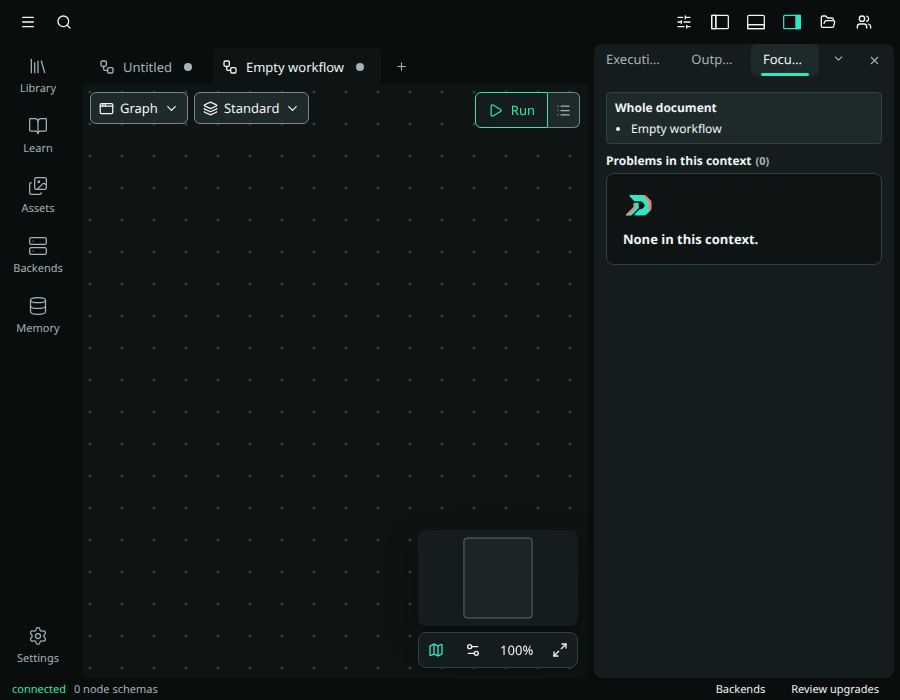 Library
Learn
Assets
Backends
Memory
Settings
Untitled
Empty workflow
Graph
Standard
Run
100%
Executi...
Outp...
Focu...
Whole document
• Empty workflow
Problems in this context (0)
None in this context.
connected 0 node schemas
Backends
Review upgrades